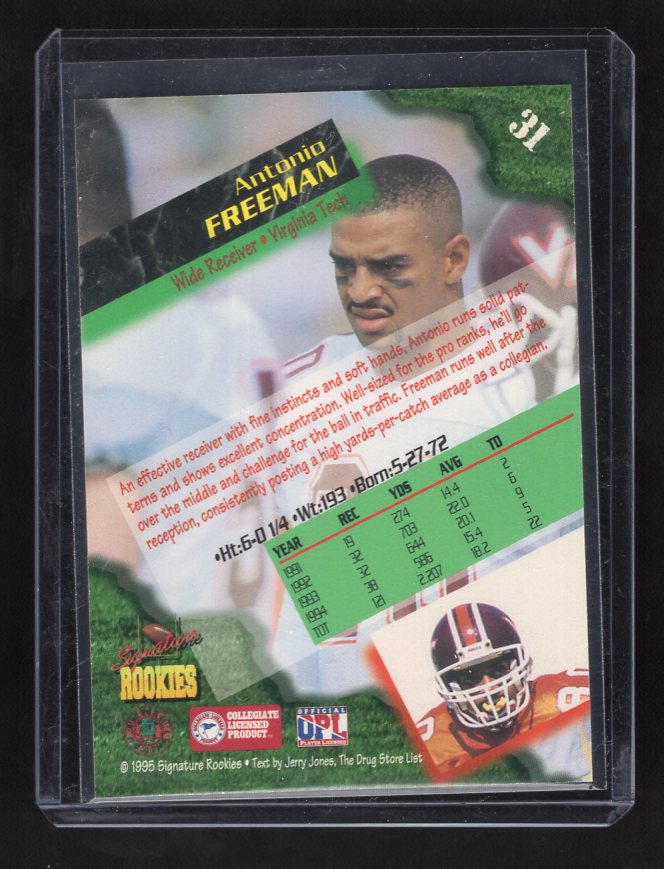 31
Antonio
FREEMAN
Wide Receiver • Virginia Tech
An effective receiver with fine instincts and soft hands, Antonio runs solid pat-
terns and shows excellent concentration. Well-sized for the pro ranks, he'll go
over the middle and challenge for the ball in traffic. Freeman runs well after the
reception, consistently posting a high yards-per-catch average as a collegian.
•Ht:6-0 1/4 •Wt:193 •Born:5-27-72
YEAR REC YDS AVG TD
1991 19 274 14.4 2
1992 32 703 22.0 6
1993 32 644 20.1 9
1994 38 586 15.4 5
TOT 121 2,207 18.2 22
Signature
ROOKIES
COLLEGIATE
LICENSED
PRODUCT
OFFICIAL
OPL
PLAYER LICENSED
© 1995 Signature Rookies • Text by Jerry Jones, The Drug Store List